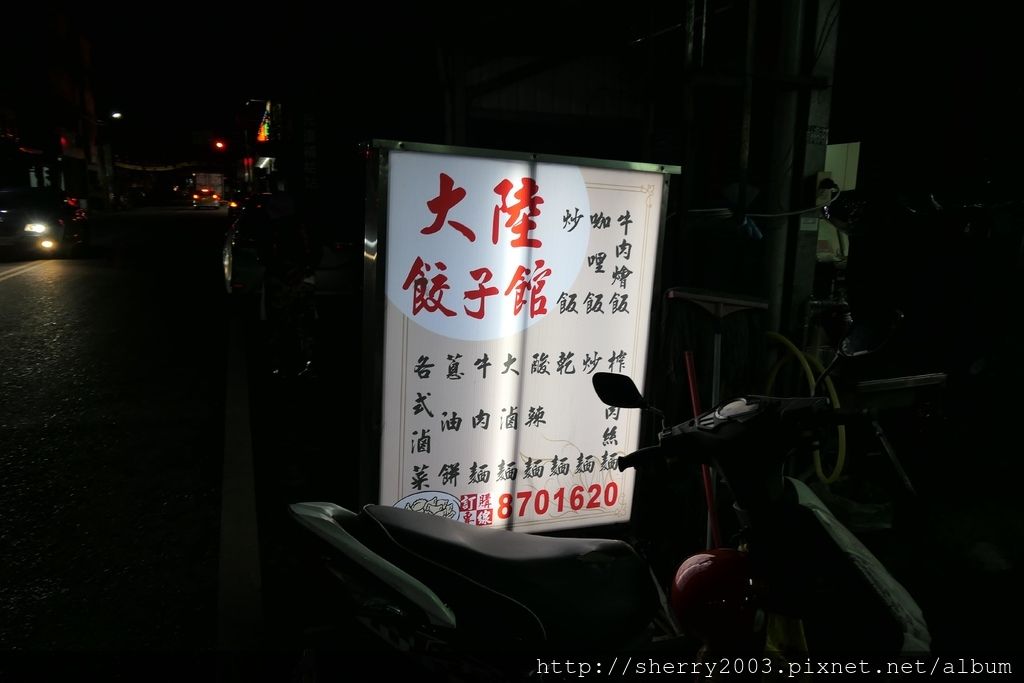 大陸
餃子館
牛肉燴飯
咖哩飯
炒飯
榨肉絲麵
炒麵
乾麵
酸辣麵
大滷麵
牛肉麵
蔥油餅
各式滷菜
訂購
專線
8701620
http://sherry2003.pixnet.net/album